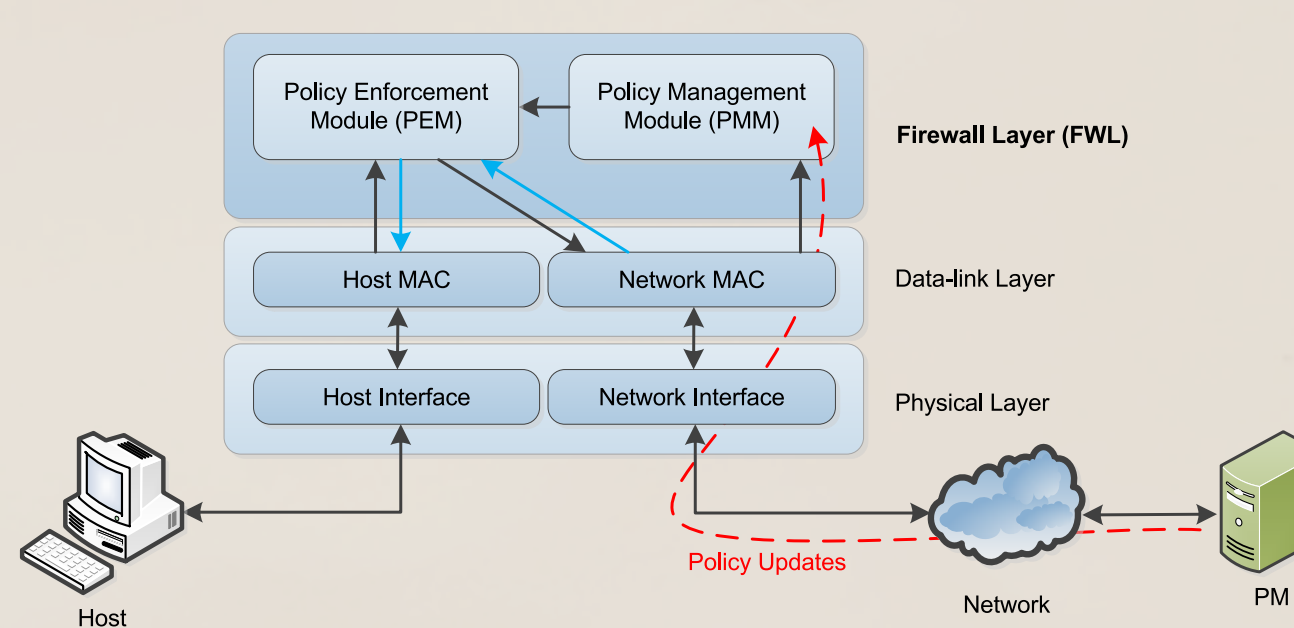 Policy Enforcement
Module (PEM)
Policy Management
Module (PMM)
Firewall Layer (FWL)
Host MAC
Network MAC
Data-link Layer
Host Interface
Network Interface
Physical Layer
Policy Updates
Host
Network
PM